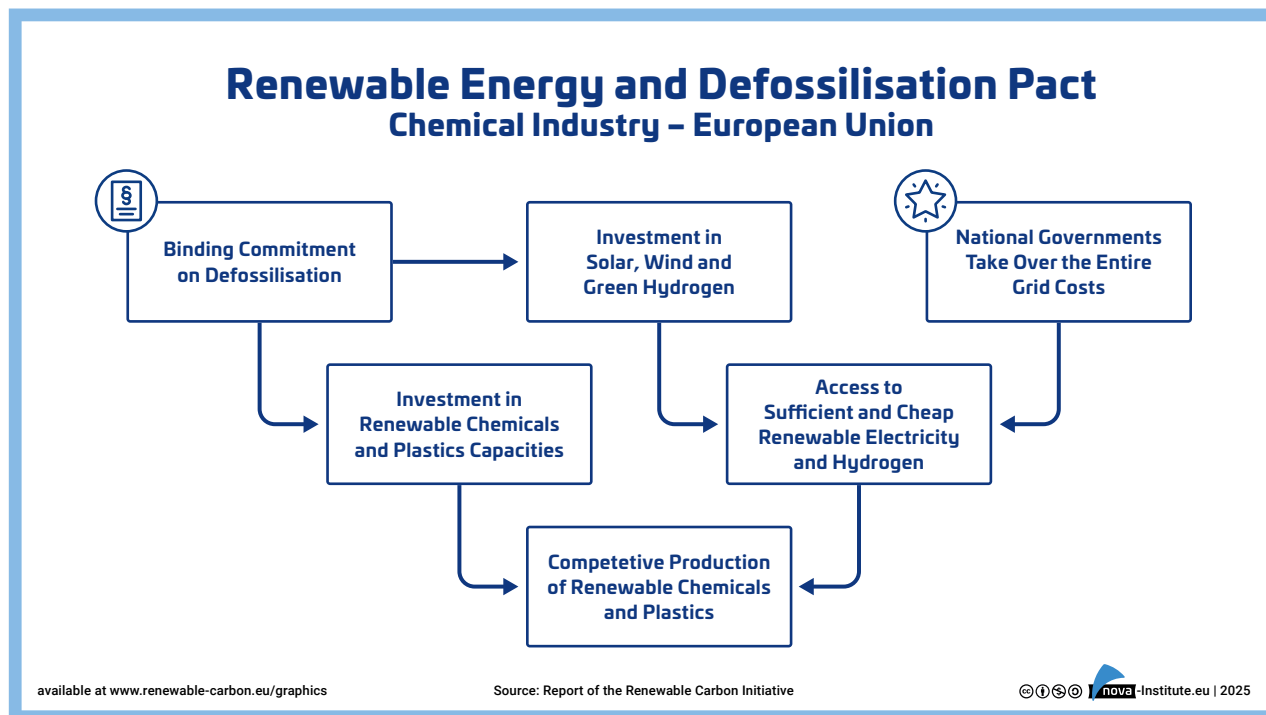 Renewable Energy and Defossilisation Pact
Chemical Industry – European Union
§
Binding Commitment
on Defossilisation
Investment in
Solar, Wind and
Green Hydrogen
National Governments
Take Over the Entire
Grid Costs
Investment in
Renewable Chemicals
and Plastics Capacities
Access to
Sufficient and Cheap
Renewable Electricity
and Hydrogen
Competetive Production
of Renewable Chemicals
and Plastics
available at www.renewable-carbon.eu/graphics
Source: Report of the Renewable Carbon Initiative
cc nova-Institute.eu | 2025